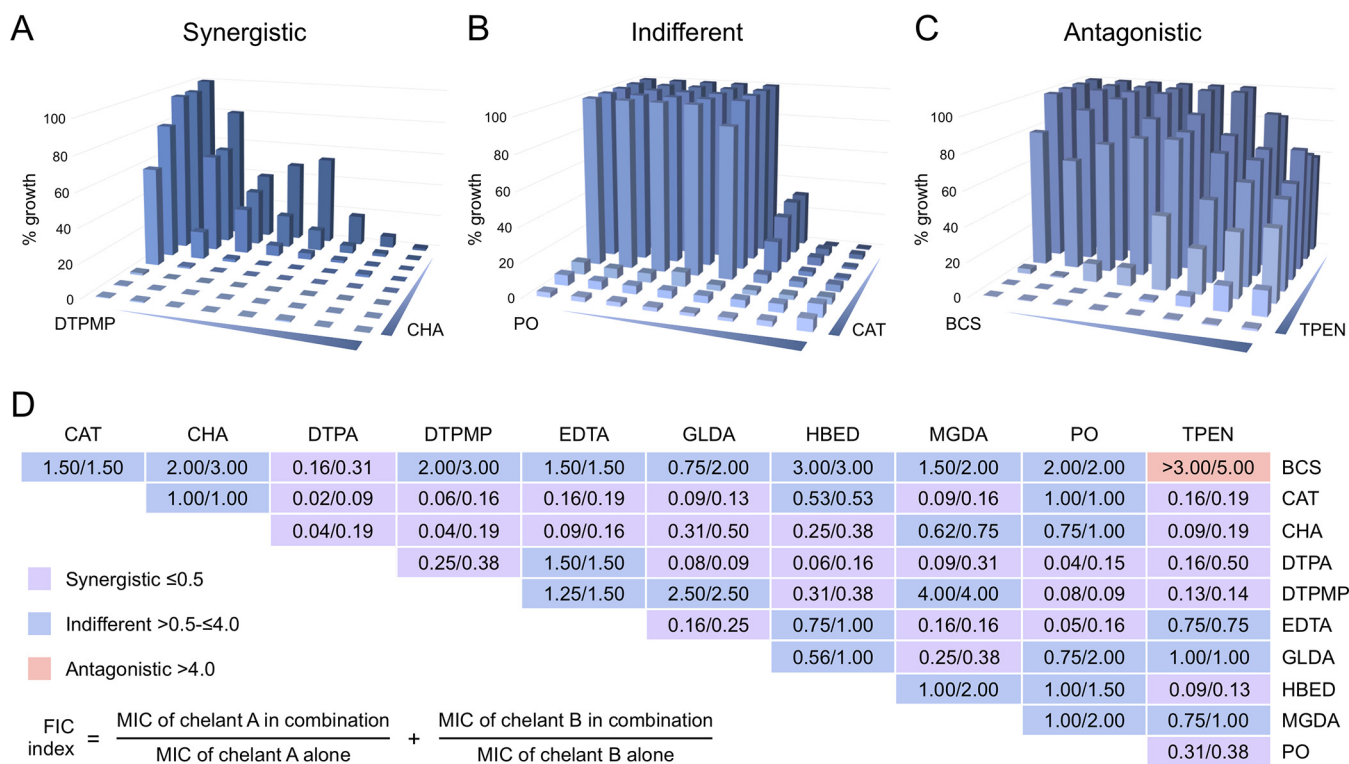 A
Synergistic
B
Indifferent
C
Antagonistic
% growth
100
80
60
40
20
0
DTPMP
CHA
% growth
100
80
60
40
20
0
PO
CAT
% growth
100
80
60
40
20
0
BCS
TPEN
D
CAT CHA DTPA DTPMP EDTA GLDA HBED MGDA PO TPEN
1.50/1.50 2.00/3.00 0.16/0.31 2.00/3.00 1.50/1.50 0.75/2.00 3.00/3.00 1.50/2.00 2.00/2.00 >3.00/5.00 BCS
1.00/1.00 0.02/0.09 0.06/0.16 0.16/0.19 0.09/0.13 0.53/0.53 0.09/0.16 1.00/1.00 0.16/0.19 CAT
0.04/0.19 0.04/0.19 0.09/0.16 0.31/0.50 0.25/0.38 0.62/0.75 0.75/1.00 0.09/0.19 CHA
0.25/0.38 1.50/1.50 0.08/0.09 0.06/0.16 0.09/0.31 0.04/0.15 0.16/0.50 DTPA
1.25/1.50 2.50/2.50 0.31/0.38 4.00/4.00 0.08/0.09 0.13/0.14 DTPMP
0.16/0.25 0.75/1.00 0.16/0.16 0.05/0.16 0.75/0.75 EDTA
0.56/1.00 0.25/0.38 0.75/2.00 1.00/1.00 GLDA
1.00/2.00 1.00/1.50 0.09/0.13 HBED
1.00/2.00 0.75/1.00 MGDA
0.31/0.38 PO
Synergistic ≤0.5
Indifferent >0.5-≤4.0
Antagonistic >4.0
FIC index = MIC of chelant A in combination + MIC of chelant B in combination
MIC of chelant A alone MIC of chelant B alone